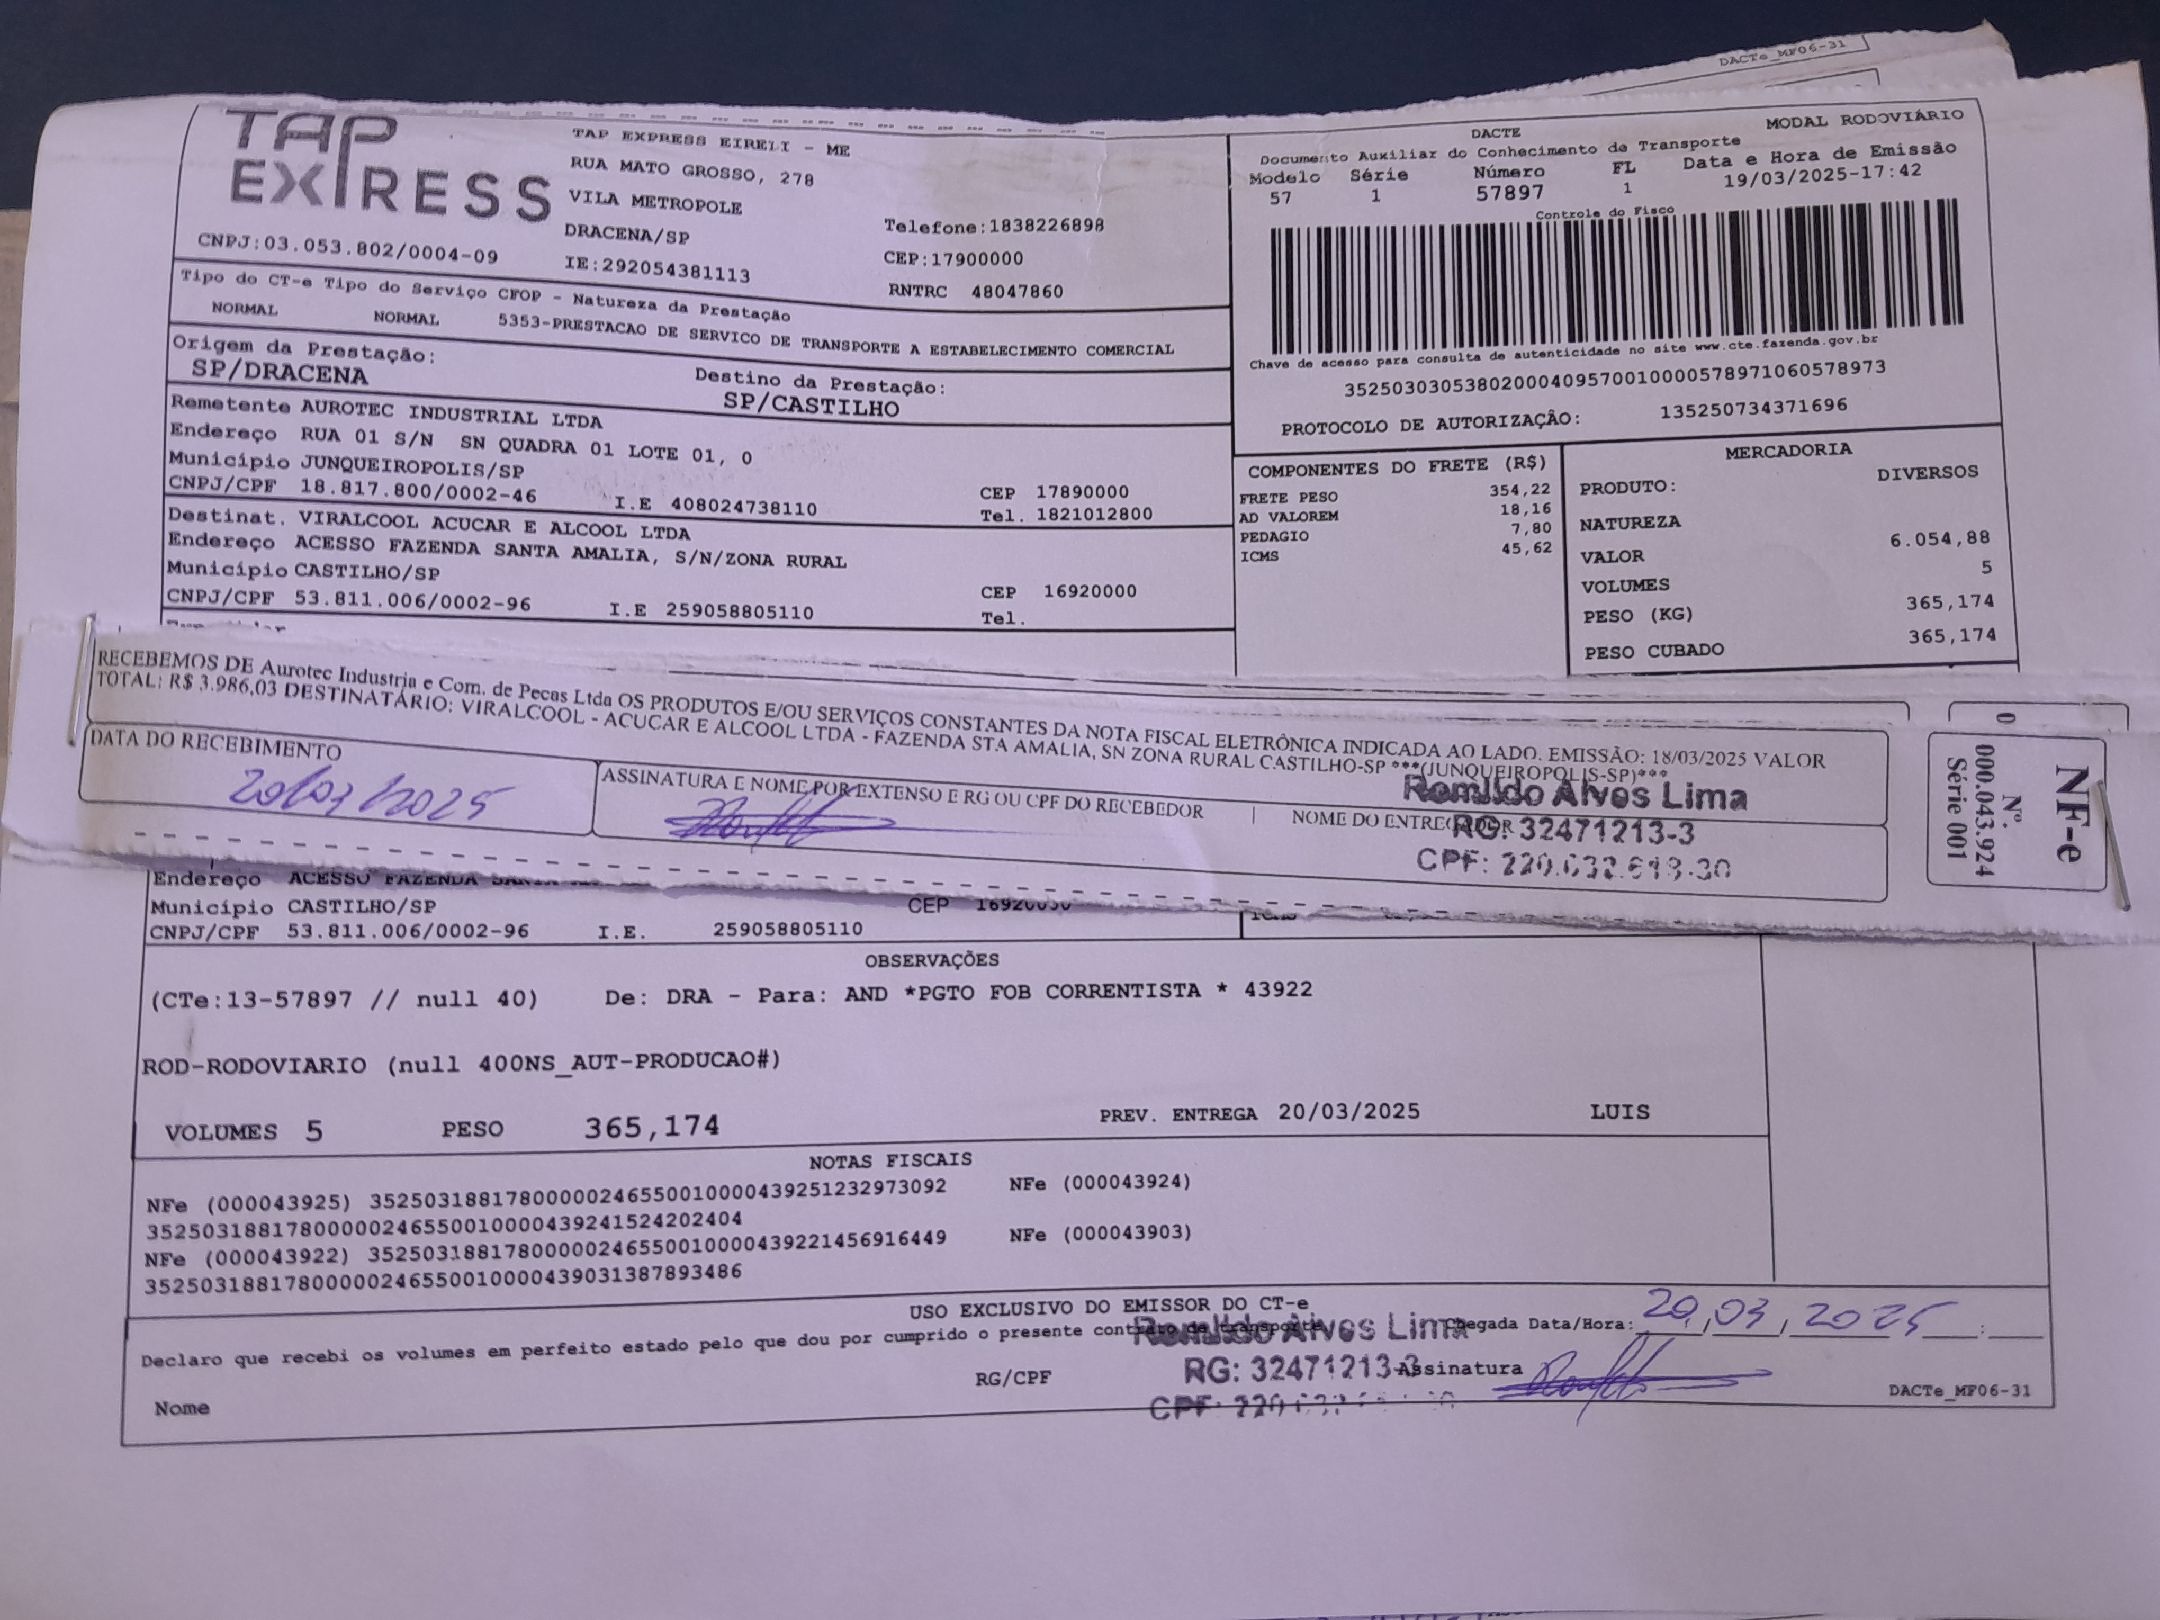 DACTe_MF06-31
TAP
EXPRESS
CNPJ:03.053.802/0004-09
TAP EXPRESS EIRELI - ME
RUA MATO GROSSO, 278
VILA METROPOLE
DRACENA/SP
IE:292054381113
Telefone:1838226898
CEP:17900000
RNTRC 48047860
DACTE
MODAL RODOVIÁRIO
Documento Auxiliar do Conhecimento de Transporte
Modelo Série Número FL Data e Hora de Emissão
57 1 57897 1 19/03/2025-17:42
Controle do Fisco
Chave de acesso para consulta de autenticidade no site www.cte.fazenda.gov.br
35250303053802000409570010000578971060578973
PROTOCOLO DE AUTORIZAÇÃO: 135250734371696
Tipo do CT-e Tipo do Serviço CFOP - Natureza da Prestação
NORMAL NORMAL 5353-PRESTACAO DE SERVICO DE TRANSPORTE A ESTABELECIMENTO COMERCIAL
Origem da Prestação: Destino da Prestação:
SP/DRACENA SP/CASTILHO
Remetente AUROTEC INDUSTRIAL LTDA
Endereço RUA 01 S/N SN QUADRA 01 LOTE 01, 0
Município JUNQUEIROPOLIS/SP CEP 17890000
CNPJ/CPF 18.817.800/0002-46 I.E 408024738110 Tel. 1821012800
Destinat. VIRALCOOL ACUCAR E ALCOOL LTDA
Endereço ACESSO FAZENDA SANTA AMALIA, S/N/ZONA RURAL
Município CASTILHO/SP CEP 16920000
CNPJ/CPF 53.811.006/0002-96 I.E 259058805110 Tel.
COMPONENTES DO FRETE (R$)
FRETE PESO 354,22
AD VALOREM 18,16
PEDAGIO 7,80
ICMS 45,62
MERCADORIA
PRODUTO: DIVERSOS
NATUREZA
VALOR 6.054,88
VOLUMES 5
PESO (KG) 365,174
PESO CUBADO 365,174
RECEBEMOS DE Aurotec Industria e Com. de Pecas Ltda OS PRODUTOS E/OU SERVIÇOS CONSTANTES DA NOTA FISCAL ELETRÔNICA INDICADA AO LADO. EMISSÃO: 18/03/2025 VALOR
TOTAL: R$ 3.986,03 DESTINATÁRIO: VIRALCOOL - ACUCAR E ALCOOL LTDA - FAZENDA STA AMALIA, SN ZONA RURAL CASTILHO-SP ***(JUNQUEIROPOLIS-SP)***
DATA DO RECEBIMENTO
20/03/2025
ASSINATURA E NOME POR EXTENSO E RG OU CPF DO RECEBEDOR
NOME DO ENTREGADOR
Romildo Alves Lima
RG: 32471213-3
CPF:
NF-e
Nº.
000.043.924
Série 001
0
Endereço ACESSO FAZENDA
Município CASTILHO/SP CEP
CNPJ/CPF 53.811.006/0002-96 I.E. 259058805110
OBSERVAÇÕES
(CTe:13-57897 // null 40) De: DRA - Para: AND *PGTO FOB CORRENTISTA * 43922
ROD-RODOVIARIO (null 400NS_AUT-PRODUCAO#)
VOLUMES 5 PESO 365,174 PREV. ENTREGA 20/03/2025 LUIS
NOTAS FISCAIS
NFe (000043925) 35250318817800000246550010000439251232973092 NFe (000043924)
35250318817800000246550010000439241524202404
NFe (000043922) 35250318817800000246550010000439221456916449 NFe (000043903)
35250318817800000246550010000439031387893486
USO EXCLUSIVO DO EMISSOR DO CT-e
Declaro que recebi os volumes em perfeito estado pelo que dou por cumprido o presente contrato de transporte
Chegada Data/Hora: 20,03,2025 :
Romildo Alves Lima
RG: 32471213-3
CPF:
Nome RG/CPF Assinatura
DACTe_MF06-31